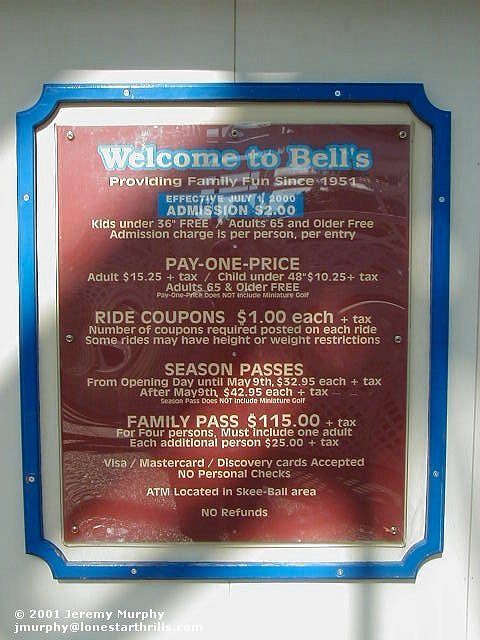 Welcome to Bell's
Providing Family Fun Since 1951
EFFECTIVE JULY 1, 2000
ADMISSION $2.00
Kids under 36" FREE / Adults 65 and Older Free
Admission charge is per person, per entry
PAY-ONE-PRICE
Adult $15.25 + tax / Child under 48"$10.25+ tax
Adults 65 & Older FREE
Pay-One-Price Does NOT Include Miniature Golf
RIDE COUPONS $1.00 each + tax
Number of coupons required posted on each ride
Some rides may have height or weight restrictions
SEASON PASSES
From Opening Day until May 9th, $32.95 each + tax
After May 9th, $42.95 each + tax
Season Pass Does NOT Include Miniature Golf
FAMILY PASS $115.00 + tax
For Four persons, Must include one adult
Each additional person $25.00 + tax
Visa / Mastercard / Discovery cards Accepted
NO Personal Checks
ATM Located in Skee-Ball area
NO Refunds
© 2001 Jeremy Murphy
jmurphy@lonestarthrills.com